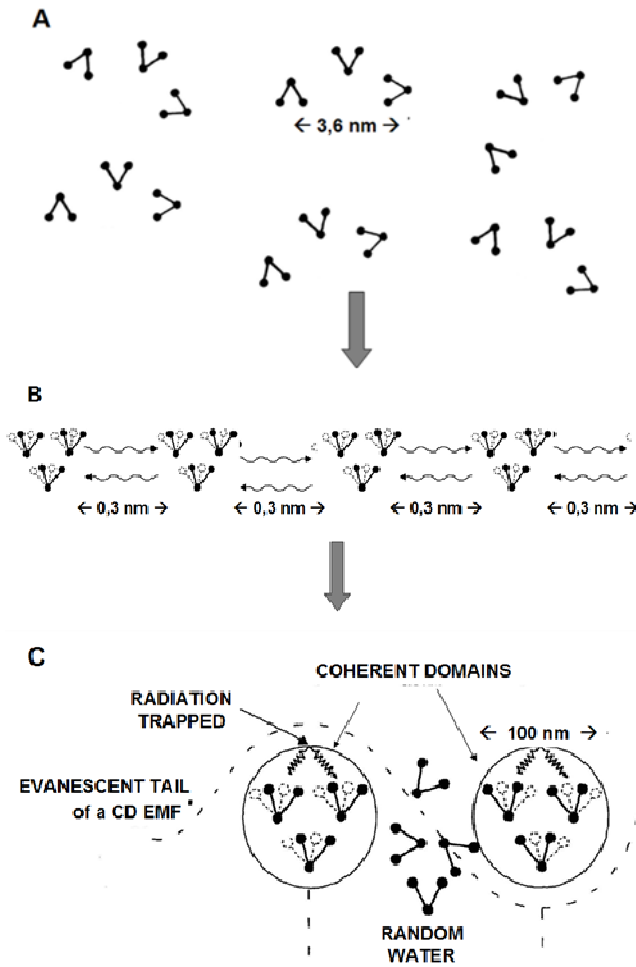 A
← 3,6 nm →
B
← 0,3 nm → ← 0,3 nm → ← 0,3 nm → ← 0,3 nm →
C
COHERENT DOMAINS
RADIATION
TRAPPED
← 100 nm →
EVANESCENT TAIL
of a CD EMF
RANDOM
WATER